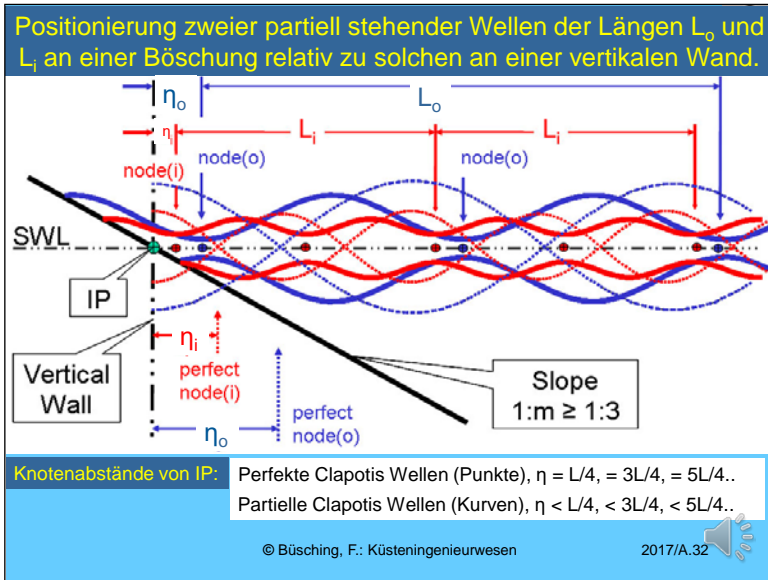 Positionierung zweier partiell stehender Wellen der Längen Lo und
Li an einer Böschung relativ zu solchen an einer vertikalen Wand.
ηo
Lo
ηi
Li
Li
node(i)
node(o)
node(o)
SWL
IP
ηi
Vertical
Wall
perfect
node(i)
Slope
1:m ≥ 1:3
ηo
perfect
node(o)
Knotenabstände von IP:
Perfekte Clapotis Wellen (Punkte), η = L/4, = 3L/4, = 5L/4..
Partielle Clapotis Wellen (Kurven), η < L/4, < 3L/4, < 5L/4..
© Büsching, F.: Küsteningenieurwesen
2017/A.32